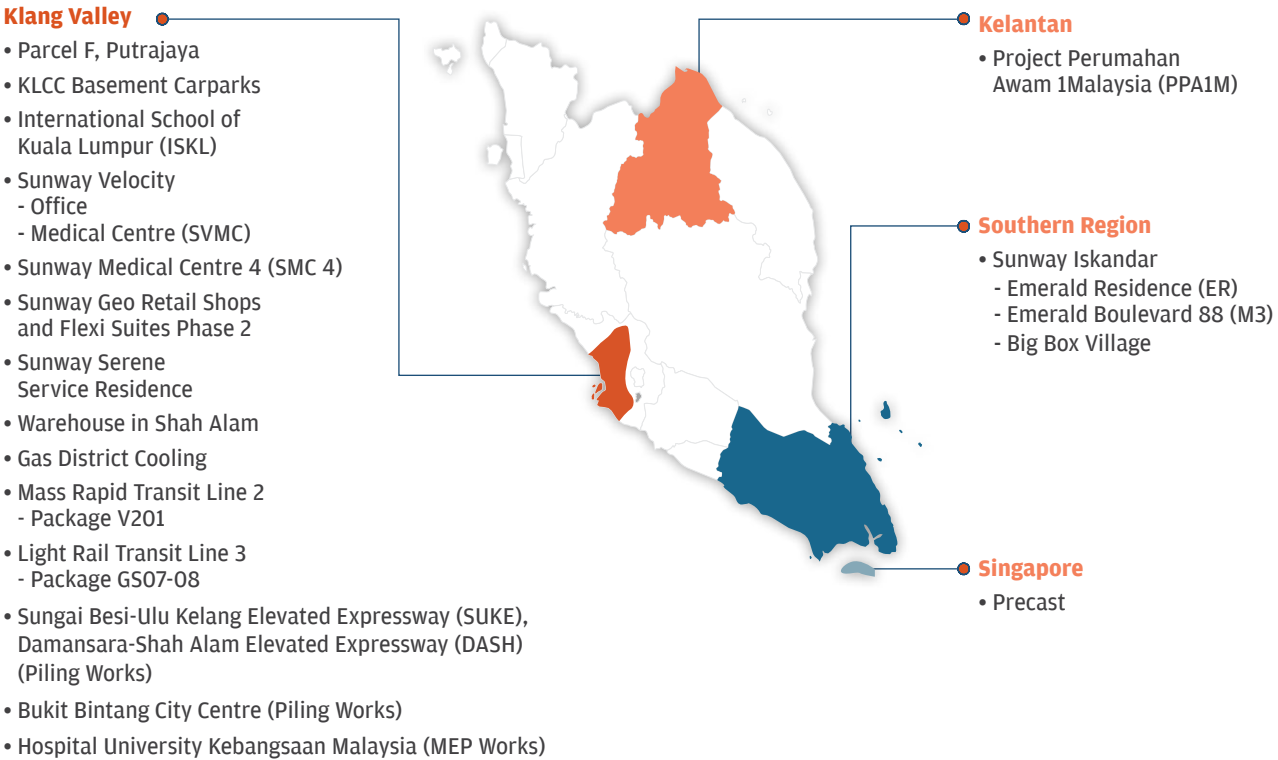 Klang Valley
• Parcel F, Putrajaya
• KLCC Basement Carparks
• International School of
Kuala Lumpur (ISKL)
• Sunway Velocity
- Office
- Medical Centre (SVMC)
• Sunway Medical Centre 4 (SMC 4)
• Sunway Geo Retail Shops
and Flexi Suites Phase 2
• Sunway Serene
Service Residence
• Warehouse in Shah Alam
• Gas District Cooling
• Mass Rapid Transit Line 2
- Package V201
• Light Rail Transit Line 3
- Package GS07-08
• Sungai Besi-Ulu Kelang Elevated Expressway (SUKE),
Damansara-Shah Alam Elevated Expressway (DASH)
(Piling Works)
• Bukit Bintang City Centre (Piling Works)
• Hospital University Kebangsaan Malaysia (MEP Works)
Kelantan
• Project Perumahan
Awam 1Malaysia (PPA1M)
Southern Region
• Sunway Iskandar
- Emerald Residence (ER)
- Emerald Boulevard 88 (M3)
- Big Box Village
Singapore
• Precast